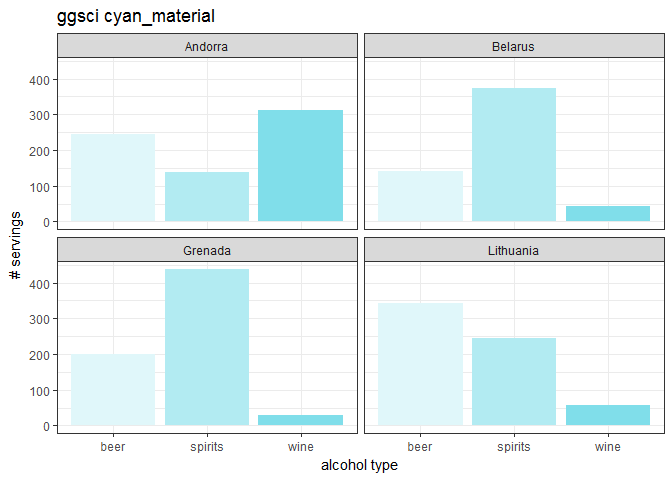 ggsci cyan_material
Andorra
Belarus
400
300
200
100
0
Grenada
Lithuania
400
300
200
100
0
# servings
beer spirits wine
beer spirits wine
alcohol type